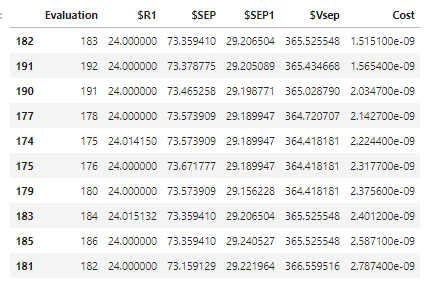 Evaluation $R1 $SEP $SEP1 $Vsep Cost
182 183 24.000000 73.359410 29.206504 365.525548 1.515100e-09
191 192 24.000000 73.378775 29.205089 365.434668 1.565400e-09
190 191 24.000000 73.465258 29.198771 365.028790 2.034700e-09
177 178 24.000000 73.573909 29.189947 364.720707 2.142700e-09
174 175 24.014150 73.573909 29.189947 364.418181 2.224400e-09
175 176 24.000000 73.671777 29.189947 364.418181 2.317700e-09
179 180 24.000000 73.573909 29.156228 364.418181 2.375600e-09
183 184 24.015132 73.359410 29.206504 365.525548 2.401200e-09
185 186 24.000000 73.359410 29.240527 365.525548 2.587100e-09
181 182 24.000000 73.159129 29.221964 366.559516 2.787400e-09